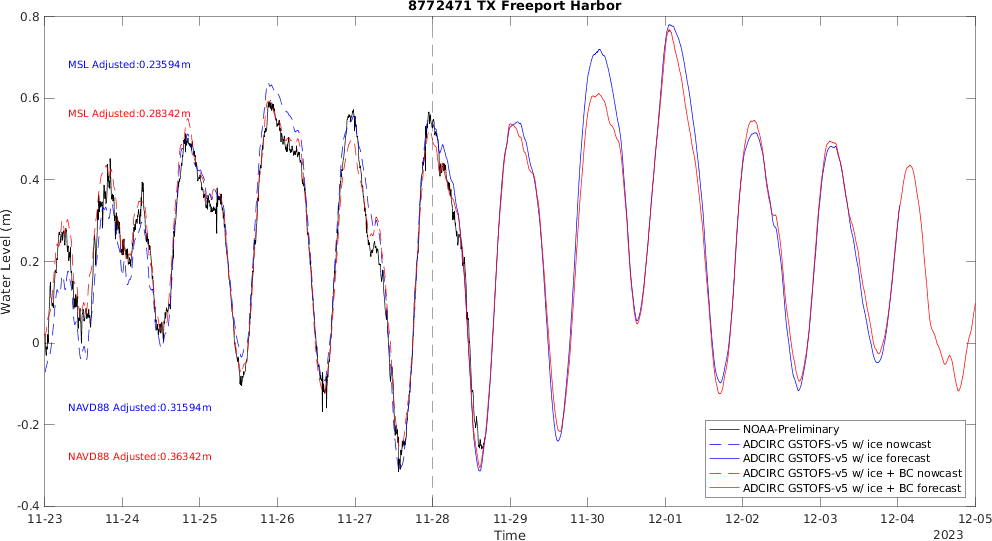 8772471 TX Freeport Harbor
0.8
0.6
0.4
0.2
0
-0.2
-0.4
Water Level (m)
MSL Adjusted:0.23594m
MSL Adjusted:0.28342m
NAVD88 Adjusted:0.31594m
NAVD88 Adjusted:0.36342m
NOAA-Preliminary
ADCIRC GSTOFS-v5 w/ ice nowcast
ADCIRC GSTOFS-v5 w/ ice forecast
ADCIRC GSTOFS-v5 w/ ice + BC nowcast
ADCIRC GSTOFS-v5 w/ ice + BC forecast
11-23 11-24 11-25 11-26 11-27 11-28 11-29 11-30 12-01 12-02 12-03 12-04 12-05
Time
2023